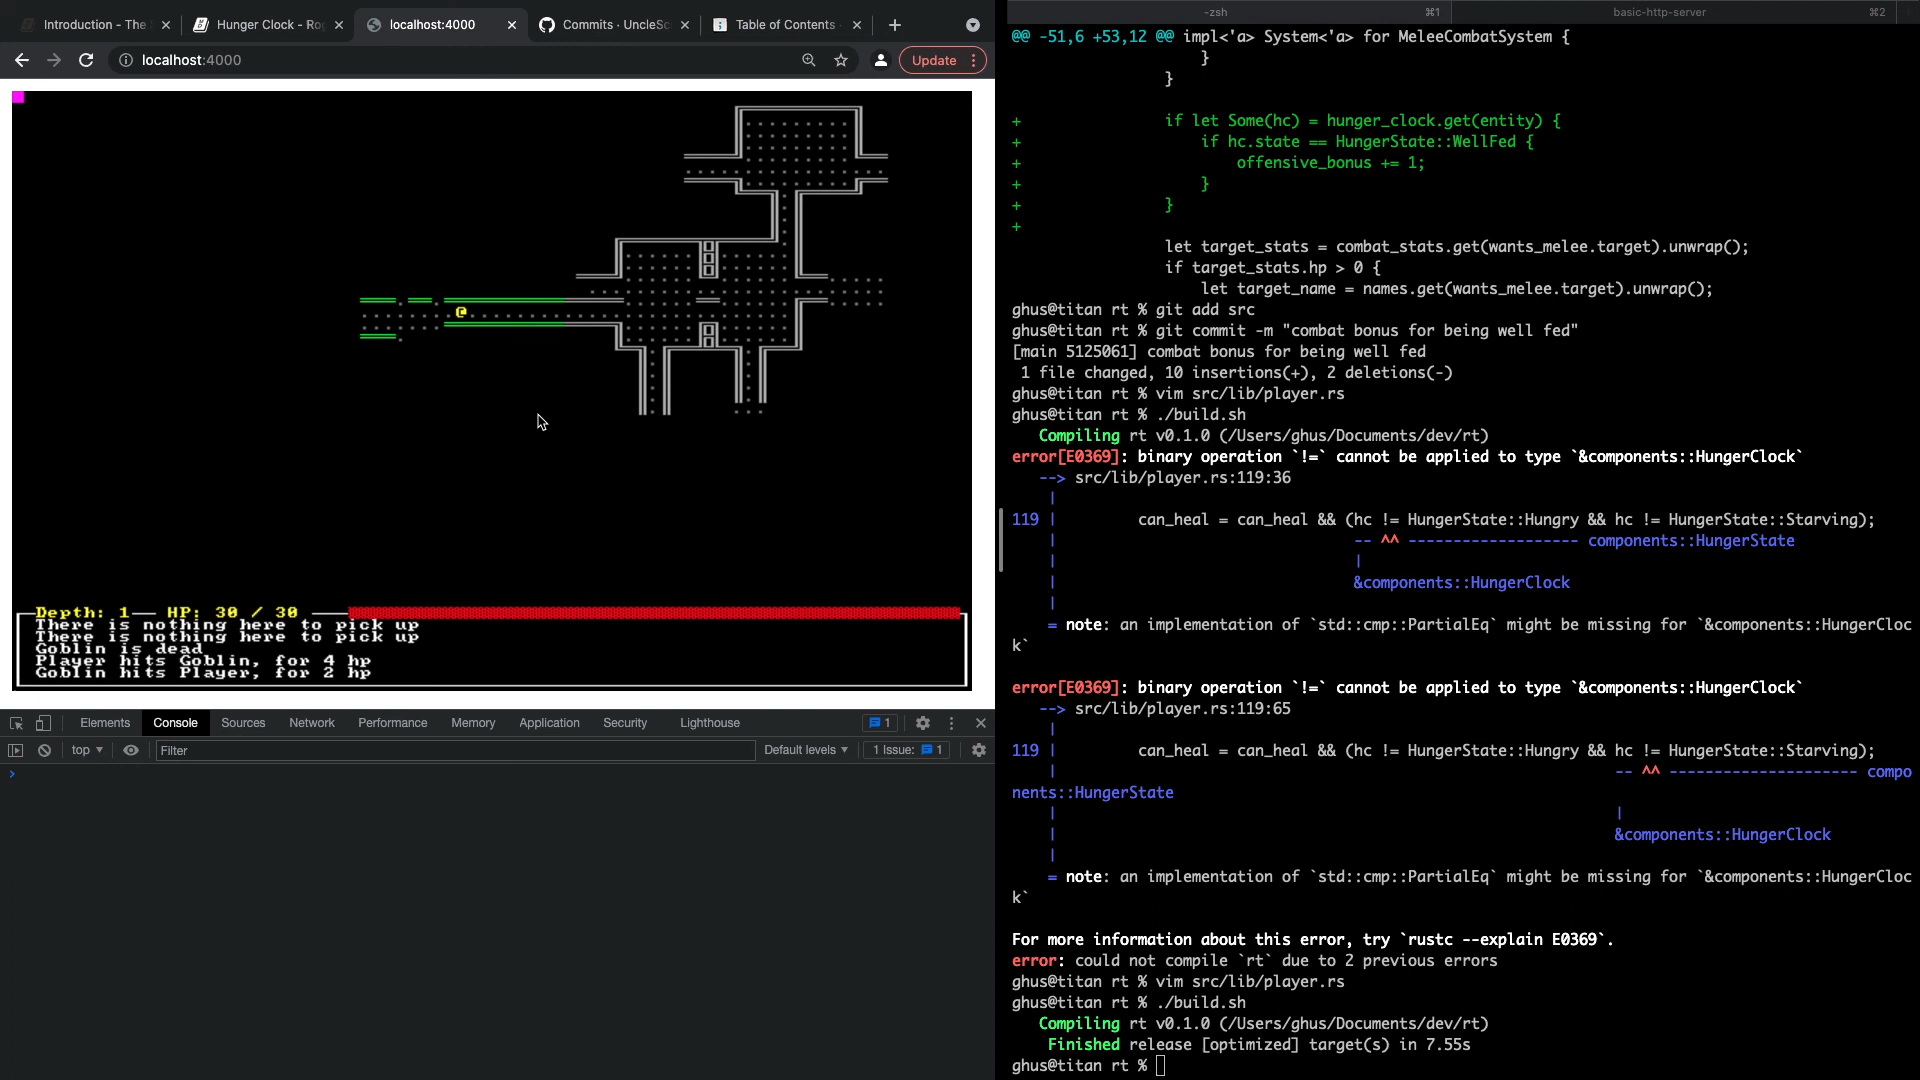 Introduction - The
Hunger Clock - Ro
localhost:4000
Commits · UncleSc
Table of Contents
localhost:4000
Update
Depth: 1 HP: 30 / 30
There is nothing here to pick up
There is nothing here to pick up
Goblin is dead
Player hits Goblin, for 4 hp
Goblin hits Player, for 2 hp
Elements Console Sources Network Performance Memory Application Security Lighthouse 1
top Filter Default levels 1 Issue: 1
-zsh ⌘1 basic-http-server ⌘2
@@ -51,6 +53,12 @@ impl<'a> System<'a> for MeleeCombatSystem {
}
}
+ if let Some(hc) = hunger_clock.get(entity) {
+ if hc.state == HungerState::WellFed {
+ offensive_bonus += 1;
+ }
+ }
+
let target_stats = combat_stats.get(wants_melee.target).unwrap();
if target_stats.hp > 0 {
let target_name = names.get(wants_melee.target).unwrap();
ghus@titan rt % git add src
ghus@titan rt % git commit -m "combat bonus for being well fed"
[main 5125061] combat bonus for being well fed
1 file changed, 10 insertions(+), 2 deletions(-)
ghus@titan rt % vim src/lib/player.rs
ghus@titan rt % ./build.sh
Compiling rt v0.1.0 (/Users/ghus/Documents/dev/rt)
error[E0369]: binary operation `!=` cannot be applied to type `&components::HungerClock`
--> src/lib/player.rs:119:36
|
119 | can_heal = can_heal && (hc != HungerState::Hungry && hc != HungerState::Starving);
| -- ^^ ------------------- components::HungerState
| |
| &components::HungerClock
|
= note: an implementation of `std::cmp::PartialEq` might be missing for `&components::HungerCloc
k`
error[E0369]: binary operation `!=` cannot be applied to type `&components::HungerClock`
--> src/lib/player.rs:119:65
|
119 | can_heal = can_heal && (hc != HungerState::Hungry && hc != HungerState::Starving);
| -- ^^ --------------------- compo
nents::HungerState
| |
| &components::HungerClock
|
= note: an implementation of `std::cmp::PartialEq` might be missing for `&components::HungerCloc
k`
For more information about this error, try `rustc --explain E0369`.
error: could not compile `rt` due to 2 previous errors
ghus@titan rt % vim src/lib/player.rs
ghus@titan rt % ./build.sh
Compiling rt v0.1.0 (/Users/ghus/Documents/dev/rt)
Finished release [optimized] target(s) in 7.55s
ghus@titan rt %